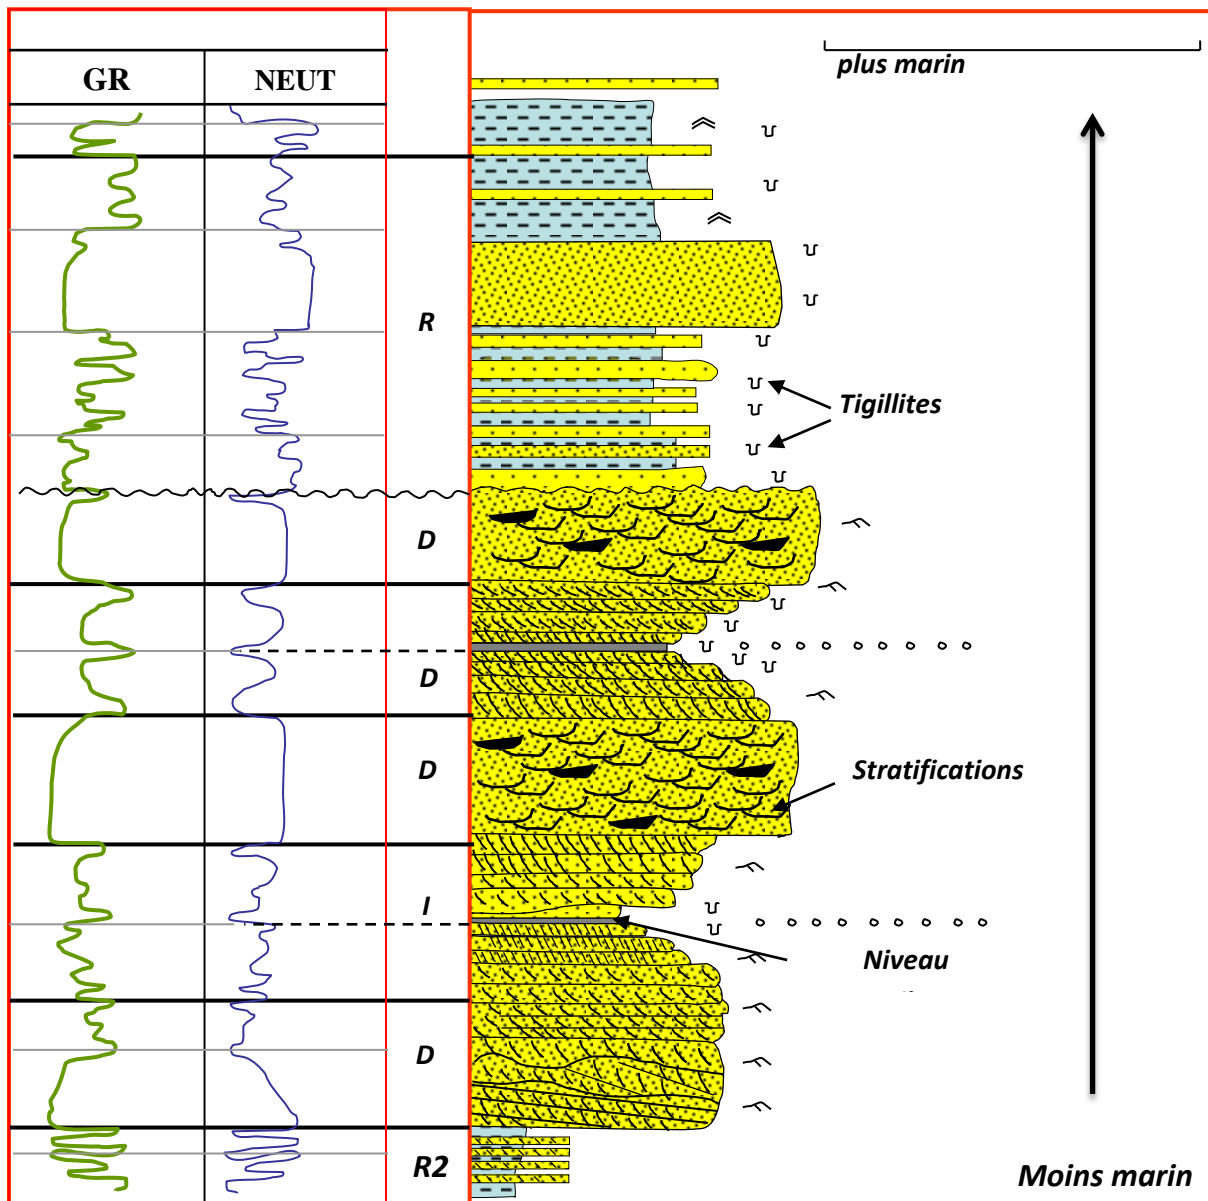 plus marin
GR NEUT
R
Tigillites
D
D
D
Stratifications
I
Niveau
D
R2
Moins marin